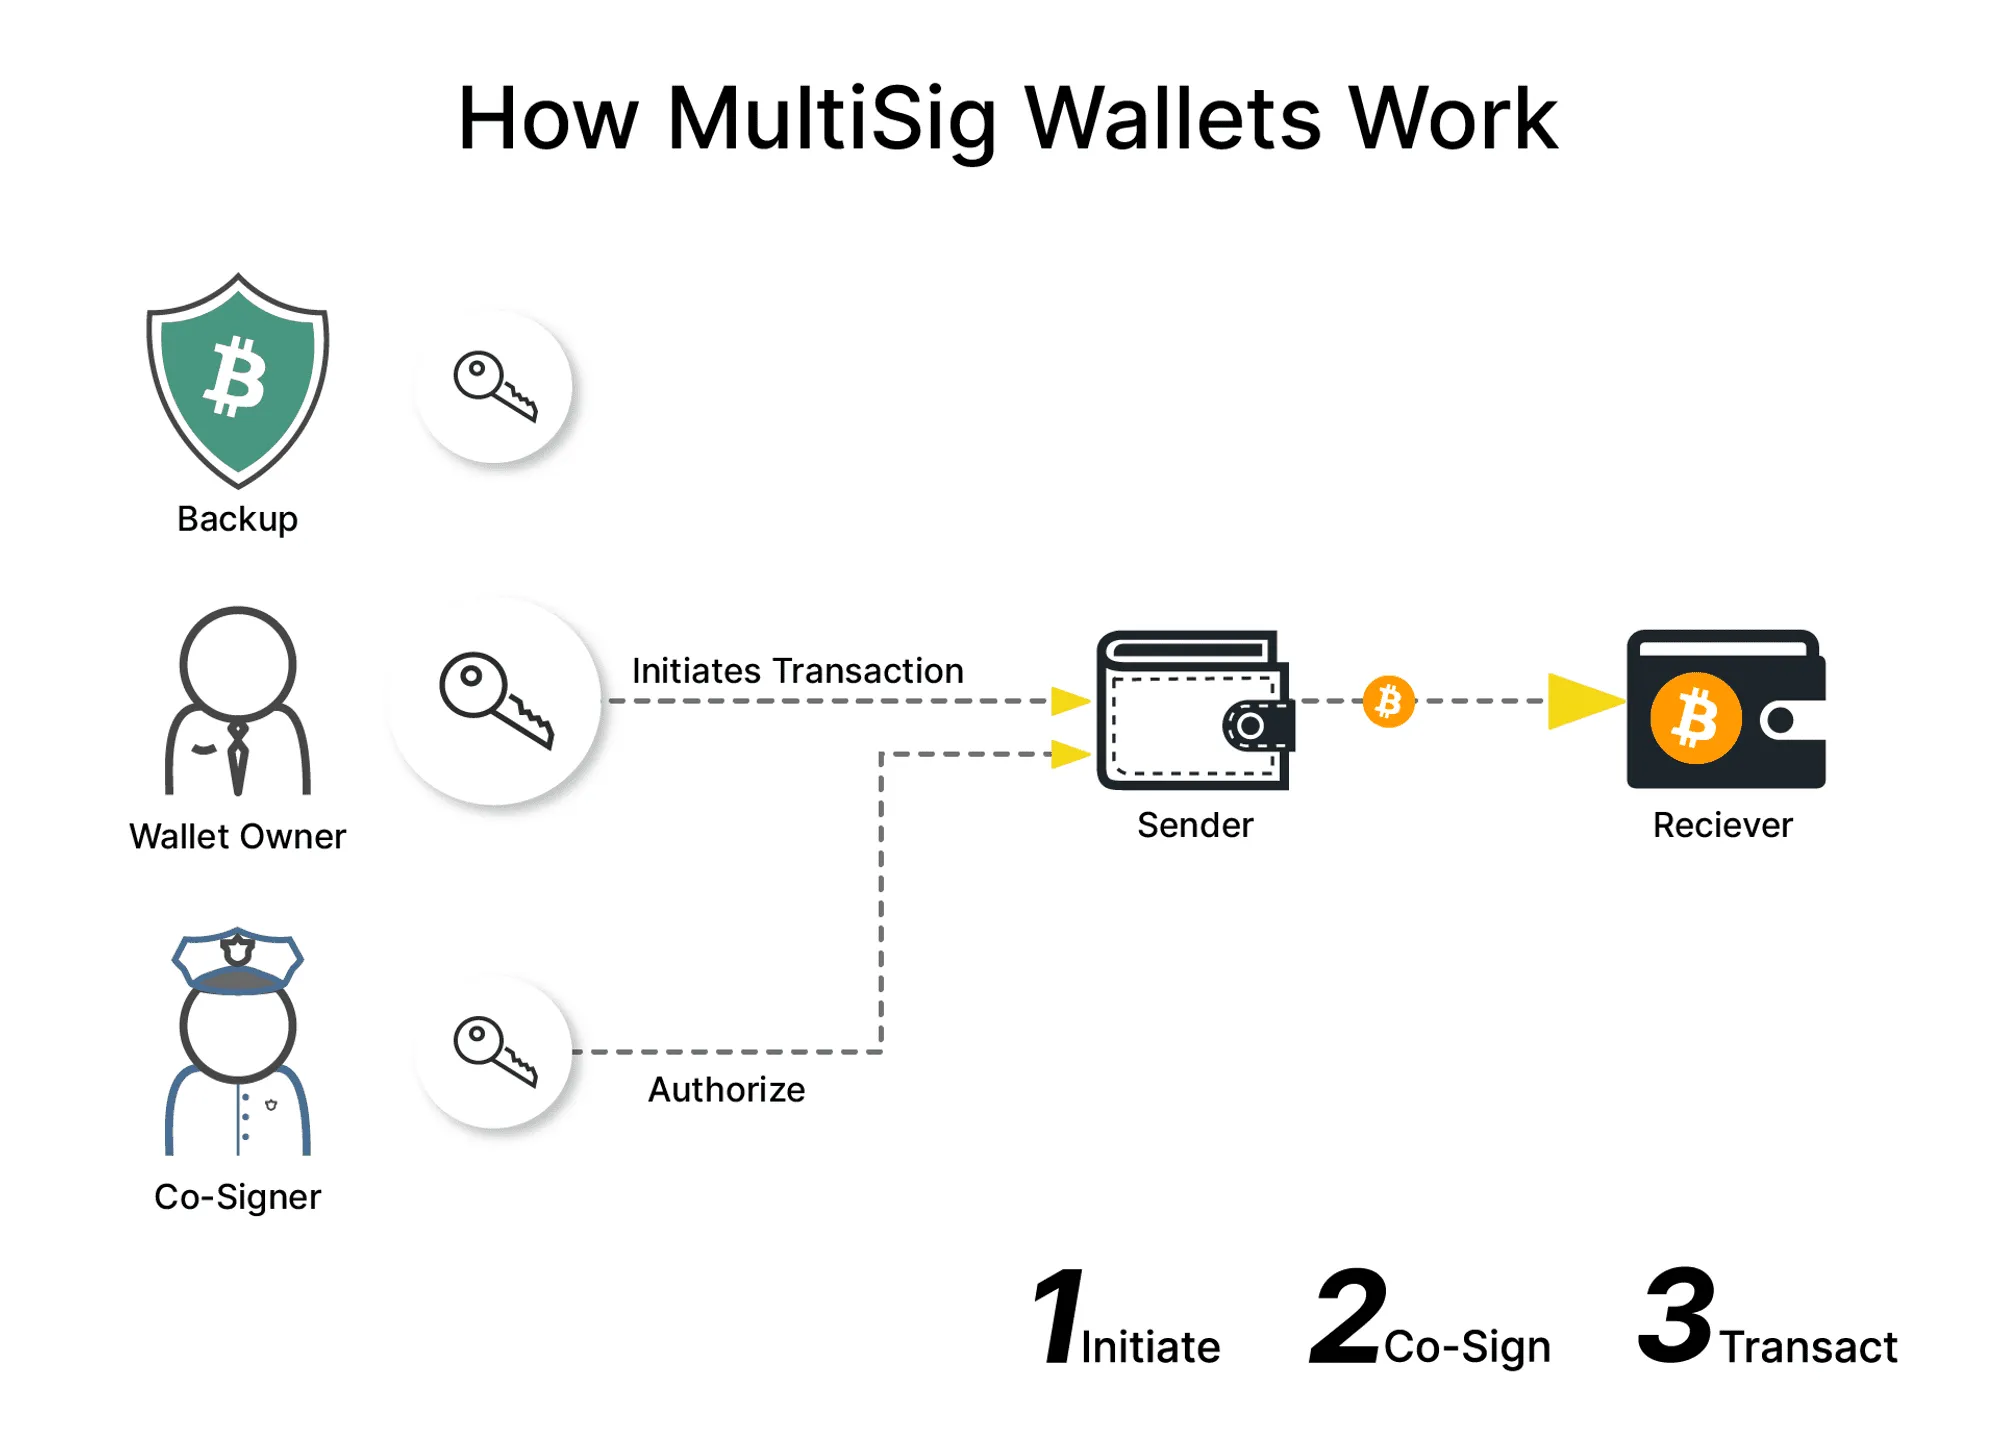 How MultiSig Wallets Work
Backup
Wallet Owner
Initiates Transaction
Sender
Reciever
Authorize
Co-Signer
1 Initiate
2 Co-Sign
3 Transact